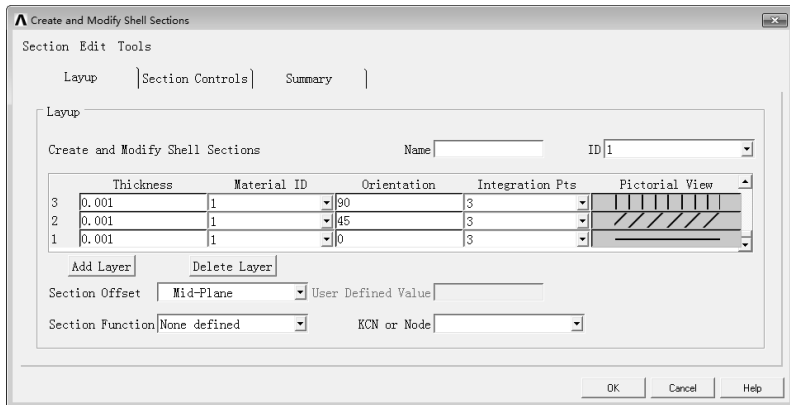 Create and Modify Shell Sections
Section Edit Tools
Layup Section Controls Summary
Layup
Create and Modify Shell Sections Name ID 1
Thickness Material ID Orientation Integration Pts Pictorial View
3 0.001 1 90 3
2 0.001 1 45 3
1 0.001 1 0 3
Add Layer Delete Layer
Section Offset Mid-Plane User Defined Value
Section Function None defined KCN or Node
OK Cancel Help